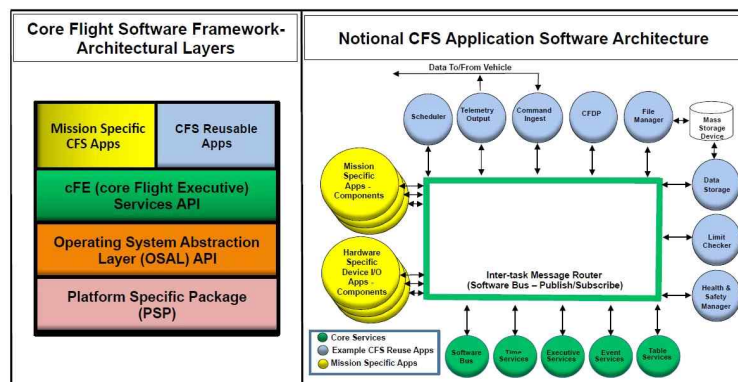 Core Flight Software Framework-
Architectural Layers
Mission Specific
CFS Apps
CFS Reusable
Apps
cFE (core Flight Executive)
Services API
Operating System Abstraction
Layer (OSAL) API
Platform Specific Package
(PSP)
Notional CFS Application Software Architecture
Data To/From Vehicle
Scheduler
Telemetry
Output
Command
Ingest
CFDP
File
Manager
Mass
Storage
Device
Mission
Specific
Apps -
Components
Data
Storage
Limit
Checker
Hardware
Specific
Device I/O
Apps -
Components
Inter-task Message Router
(Software Bus – Publish/Subscribe)
Health &
Safety
Manager
Core Services
Example CFS Reuse Apps
Mission Specific Apps
Software
Bus
Time
Services
Executive
Services
Event
Services
Table
Services